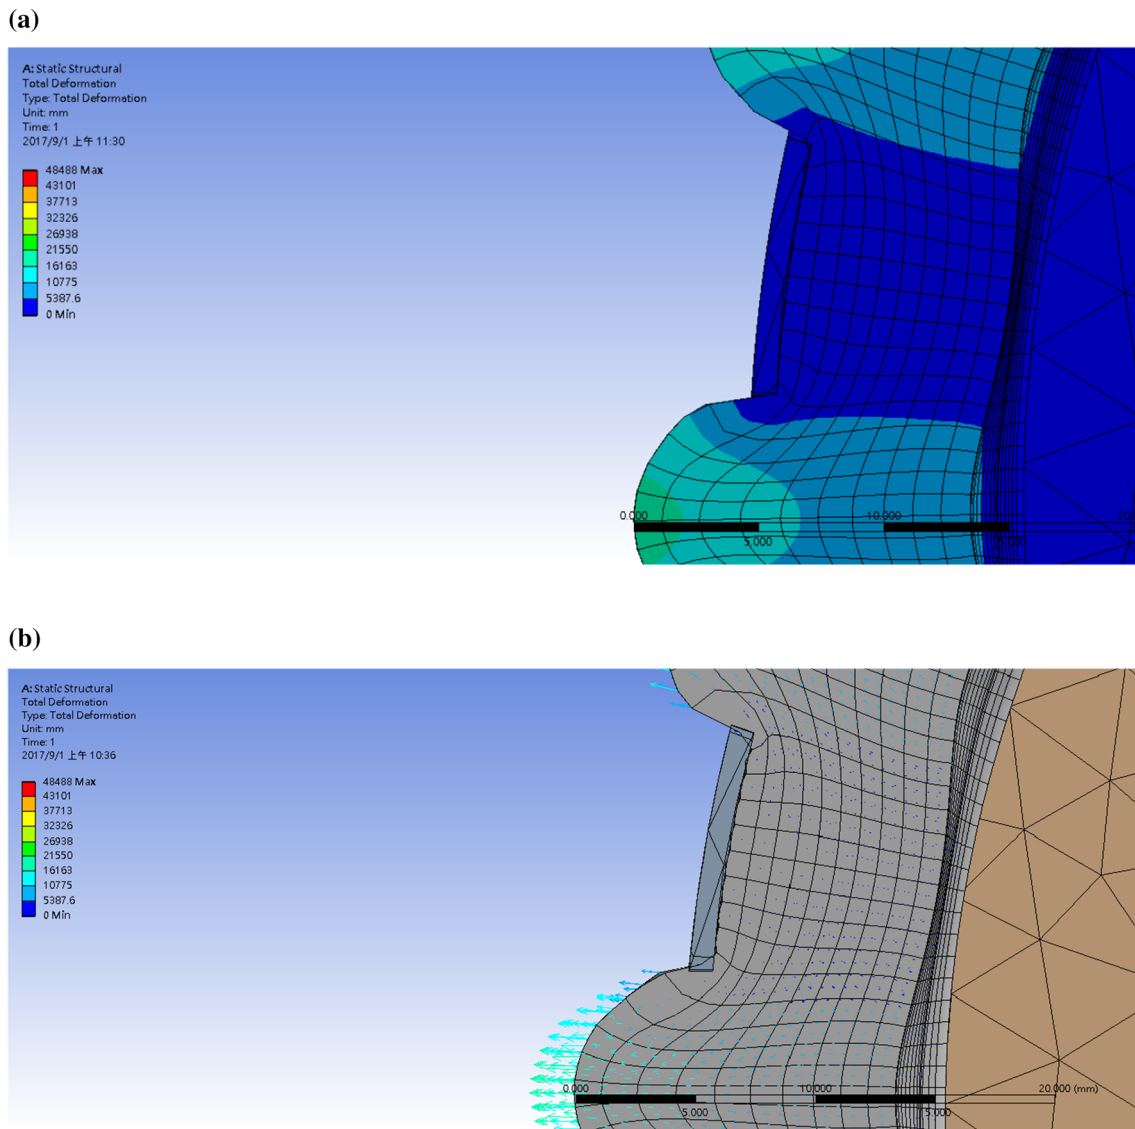 (a)
A: Static Structural
Total Deformation
Type: Total Deformation
Unit: mm
Time: 1
2017/9/1 上午 11:30
48488 Max
43101
37713
32326
26938
21550
16163
10775
5387.6
0 Min
0.000
10.000
5.000
(b)
A: Static Structural
Total Deformation
Type: Total Deformation
Unit: mm
Time: 1
2017/9/1 上午 10:36
48488 Max
43101
37713
32326
26938
21550
16163
10775
5387.6
0 Min
0.000
10.000
20.000 (mm)
5.000